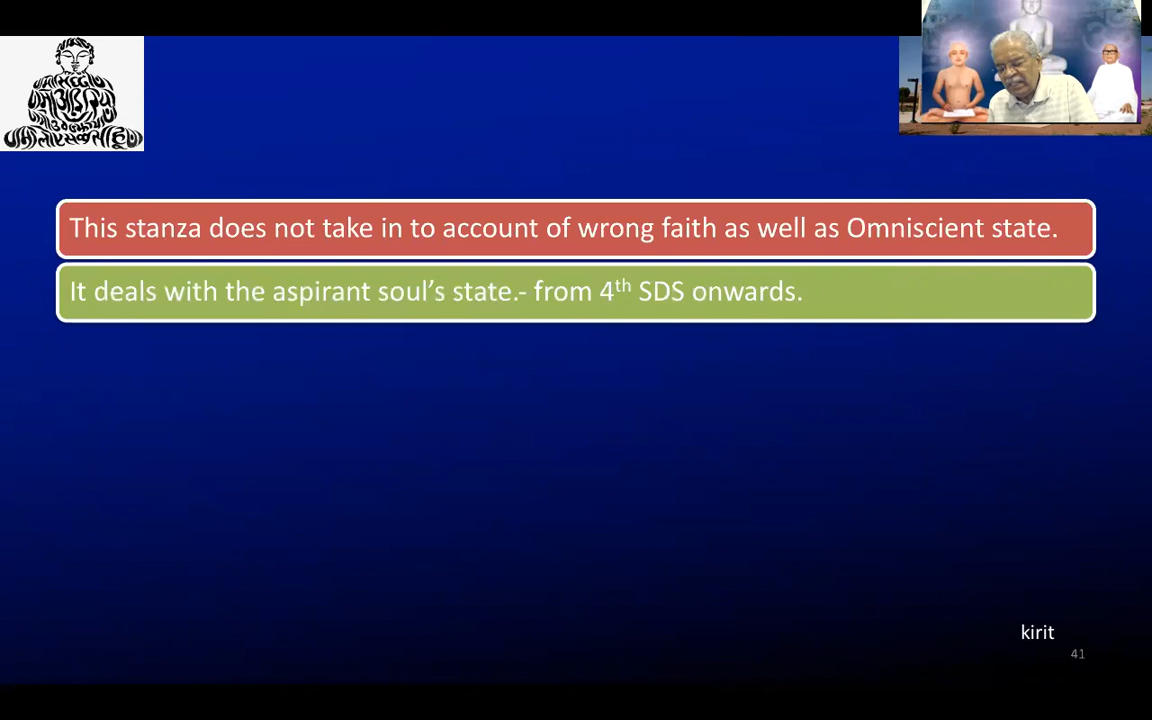 This stanza does not take in to account of wrong faith as well as Omniscient state.
It deals with the aspirant soul’s state.- from 4th SDS onwards.
kirit
41